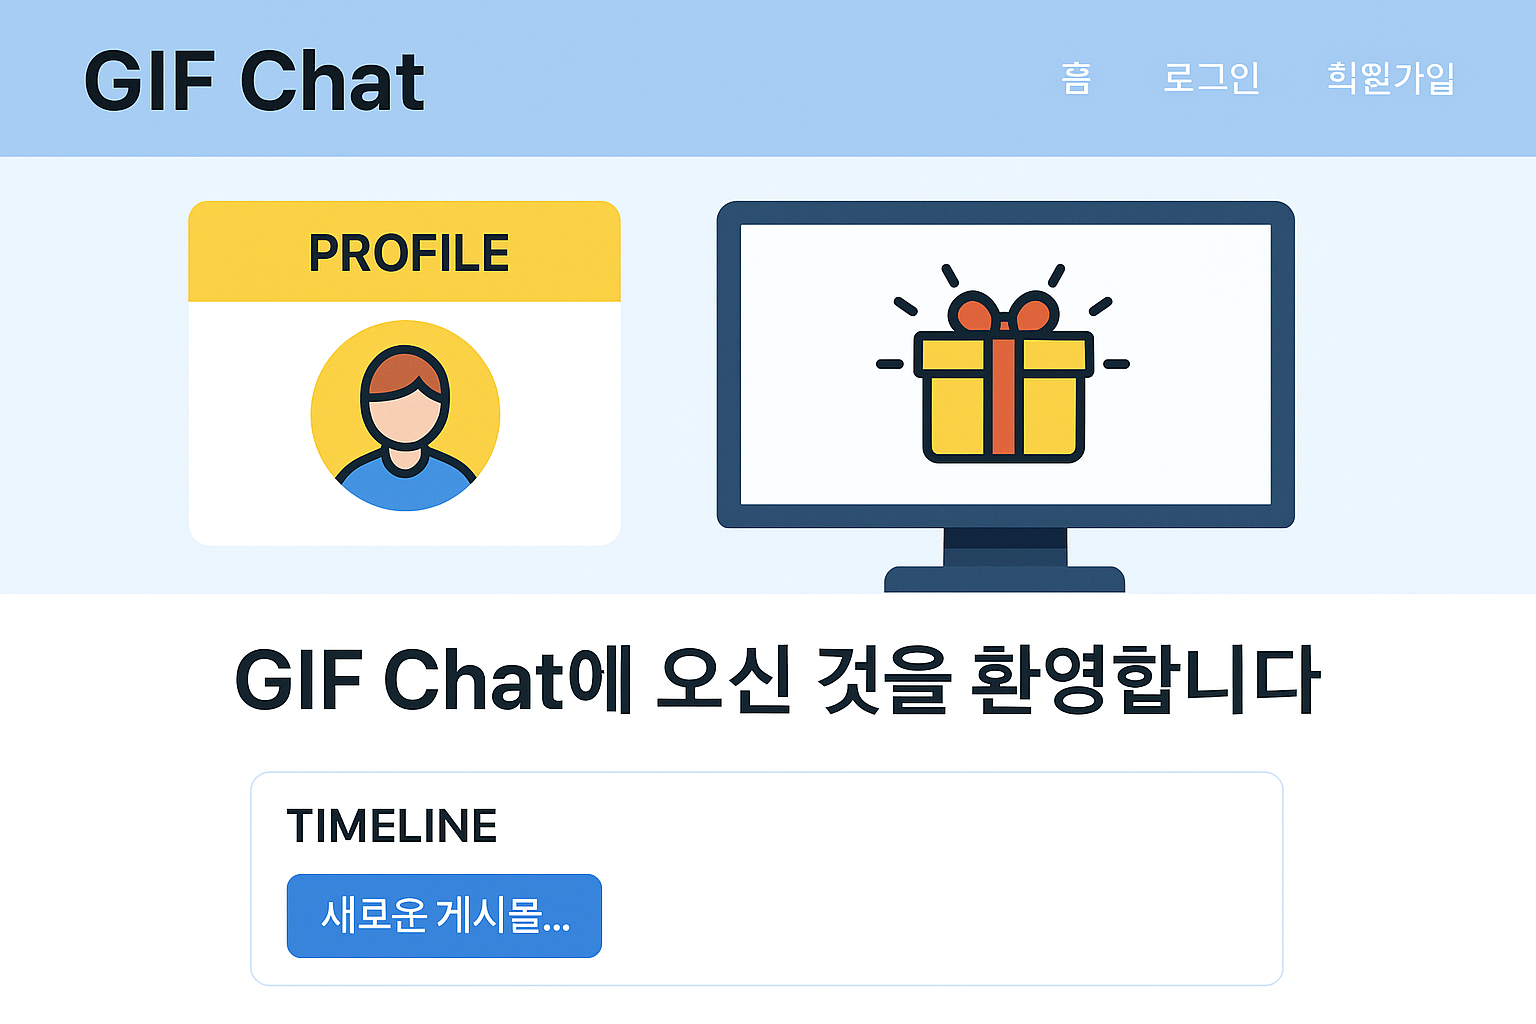 GIF Chat
홈 로그인 회원가입
PROFILE
GIF Chat에 오신 것을 환영합니다
TIMELINE
새로운 게시몰...